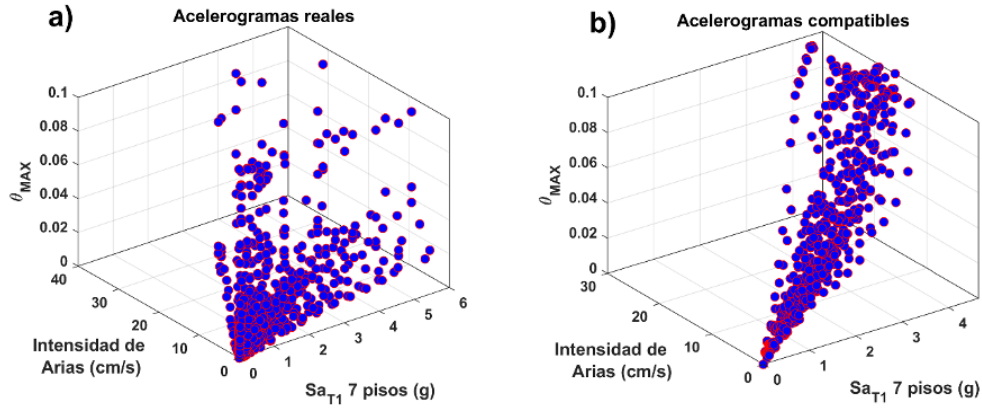 a)
Acelerogramas reales
0.1
0.08
0.06
0.04
0.02
0
θMAX
40
30
20
10
0
Intensidad de
Arias (cm/s)
0
1
2
3
4
5
6
SaT1 7 pisos (g)
b)
Acelerogramas compatibles
0.1
0.08
0.06
0.04
0.02
0
θMAX
30
20
10
0
Intensidad de
Arias (cm/s)
0
1
2
3
4
SaT1 7 pisos (g)